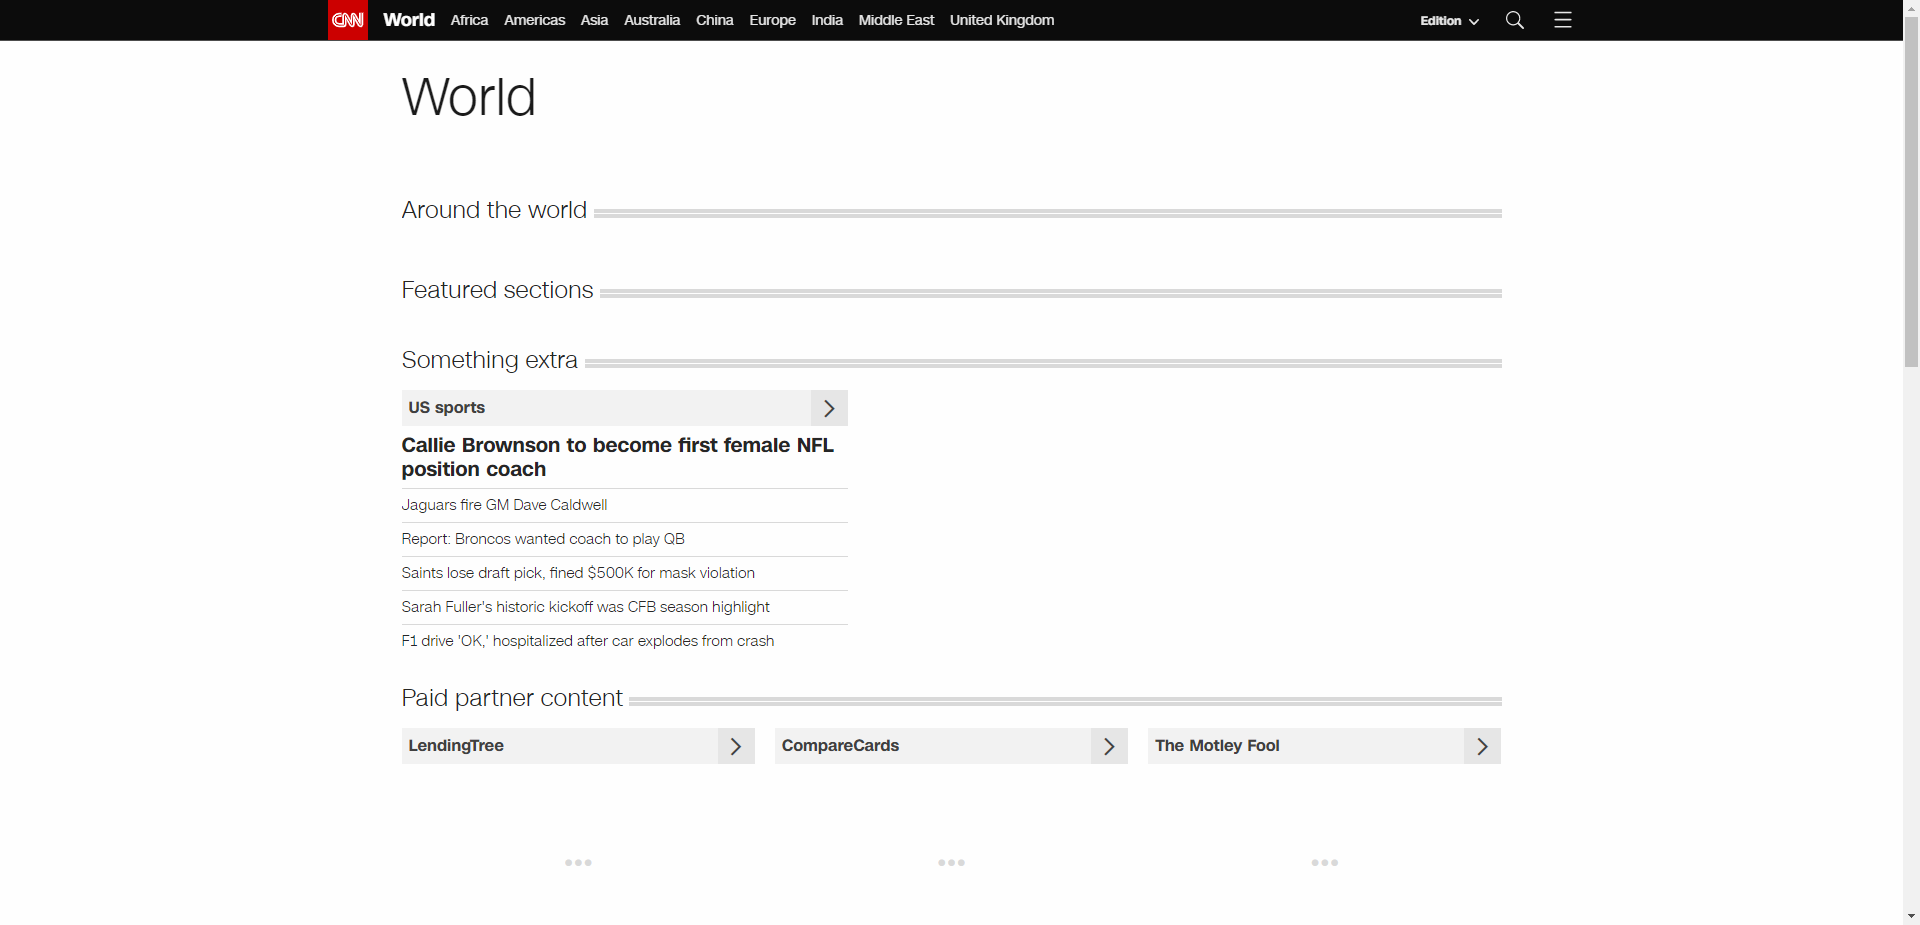 CNN World Africa Americas Asia Australia China Europe India Middle East United Kingdom Edition
World
Around the world
Featured sections
Something extra
US sports
Callie Brownson to become first female NFL
position coach
Jaguars fire GM Dave Caldwell
Report: Broncos wanted coach to play QB
Saints lose draft pick, fined $500K for mask violation
Sarah Fuller's historic kickoff was CFB season highlight
F1 drive 'OK,' hospitalized after car explodes from crash
Paid partner content
LendingTree CompareCards The Motley Fool